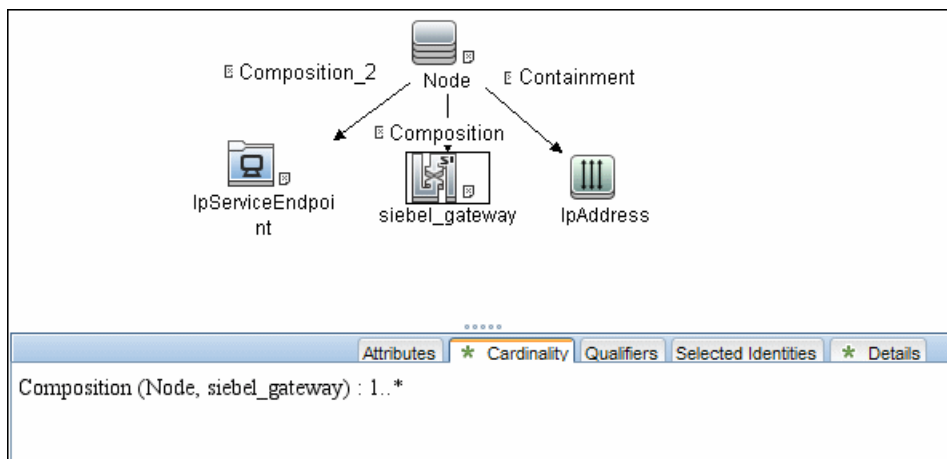 Composition_2
Node
Containment
Composition
IpServiceEndpoi
nt
siebel_gateway
IpAddress
Attributes
* Cardinality
Qualifiers
Selected Identities
* Details
Composition (Node, siebel_gateway) : 1..*